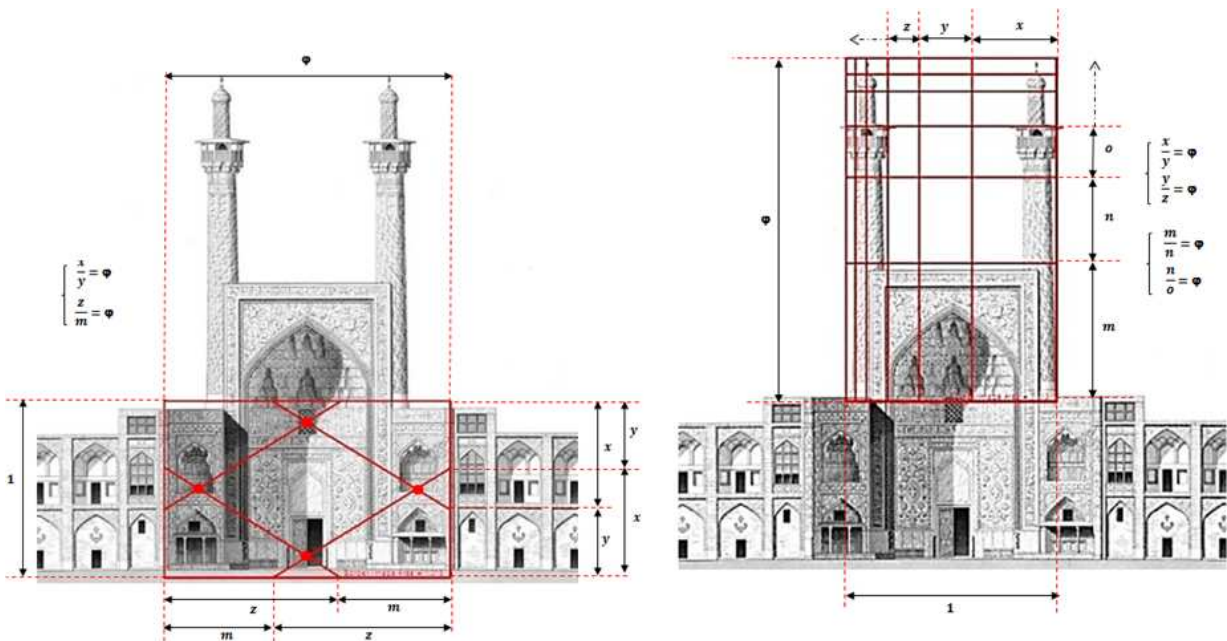 φ
x/y = φ
z/m = φ
1
x
y
x
y
z
m
m
z
z
y
x
φ
o
n
m
x/y = φ
y/z = φ
m/n = φ
n/o = φ
1